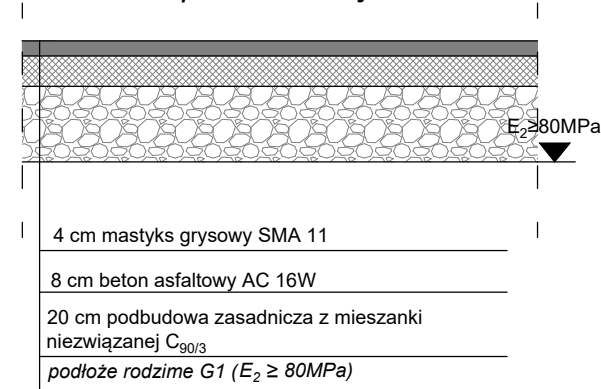 E₂≥80MPa
4 cm mastyks grysowy SMA 11
8 cm beton asfaltowy AC 16W
20 cm podbudowa zasadnicza z mieszanki
niezwiązanej C₉₀/₃
podłoże rodzime G1 (E₂ ≥ 80MPa)